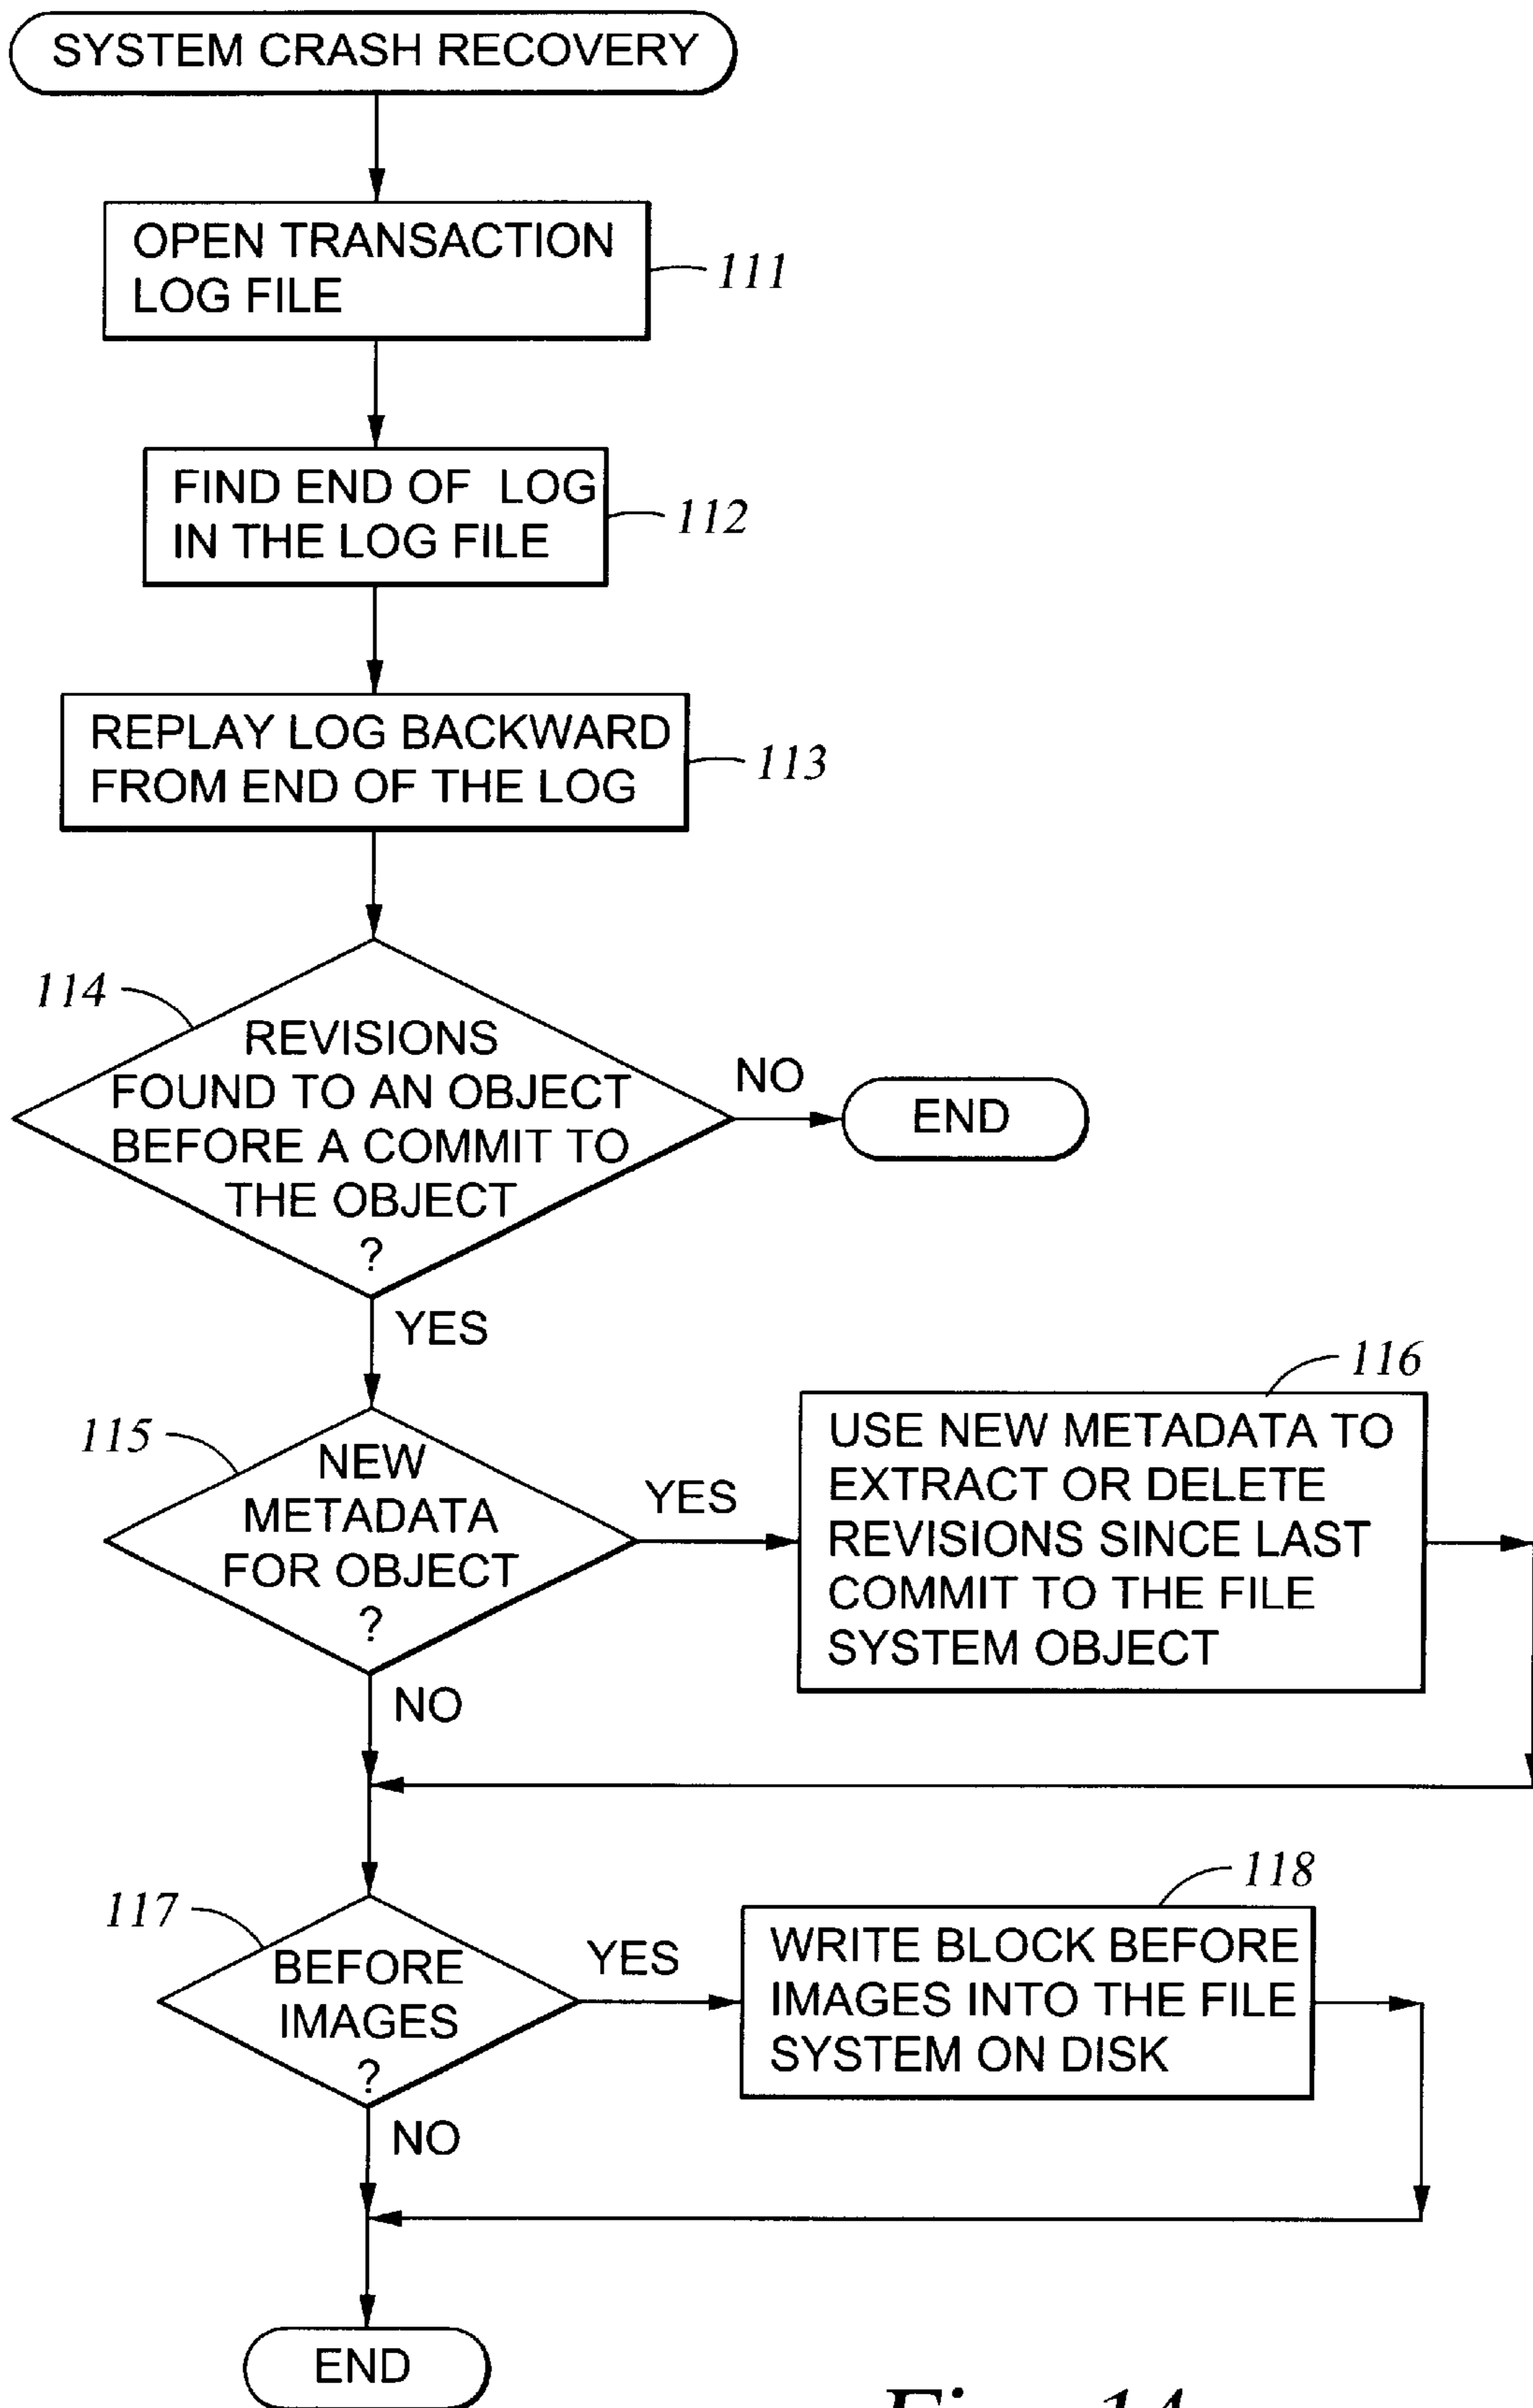 SYSTEM CRASH RECOVERY
OPEN TRANSACTION
LOG FILE
111
FIND END OF LOG
IN THE LOG FILE
112
REPLAY LOG BACKWARD
FROM END OF THE LOG
113
114
REVISIONS
FOUND TO AN OBJECT
BEFORE A COMMIT TO
THE OBJECT
?
NO
END
YES
115
NEW
METADATA
FOR OBJECT
?
YES
116
USE NEW METADATA TO
EXTRACT OR DELETE
REVISIONS SINCE LAST
COMMIT TO THE FILE
SYSTEM OBJECT
NO
117
BEFORE
IMAGES
?
YES
118
WRITE BLOCK BEFORE
IMAGES INTO THE FILE
SYSTEM ON DISK
NO
END